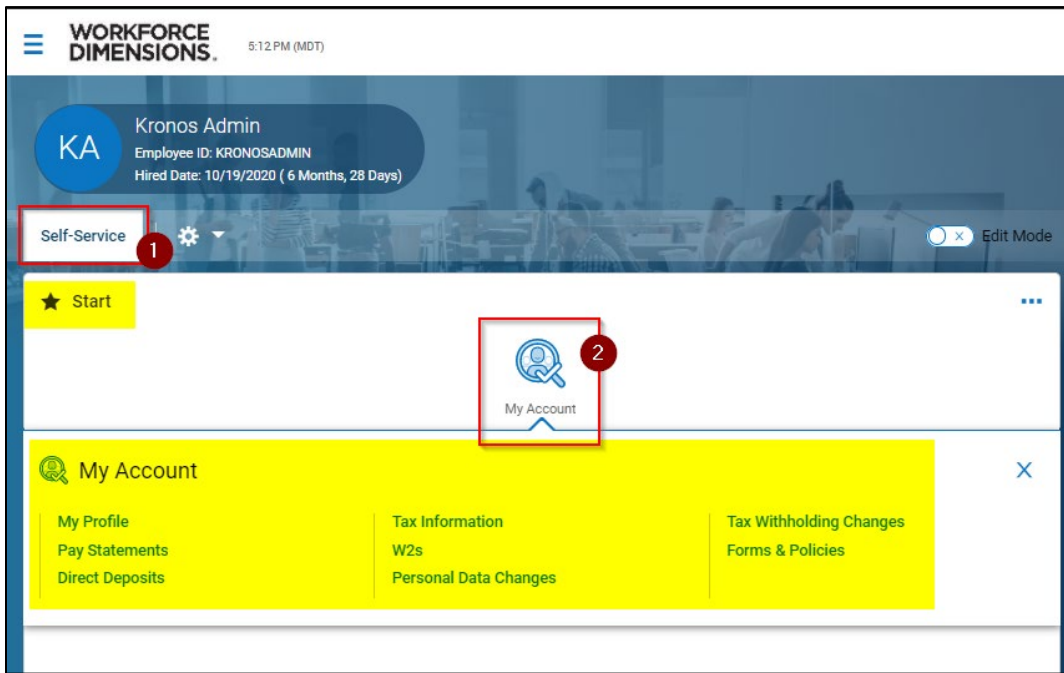 WORKFORCE
DIMENSIONS.
5:12 PM (MDT)
KA
Kronos Admin
Employee ID: KRONOSADMIN
Hired Date: 10/19/2020 ( 6 Months, 28 Days)
Self-Service
1
Edit Mode
Start
2
My Account
My Account
My Profile
Tax Information
Tax Withholding Changes
Pay Statements
W2s
Forms & Policies
Direct Deposits
Personal Data Changes